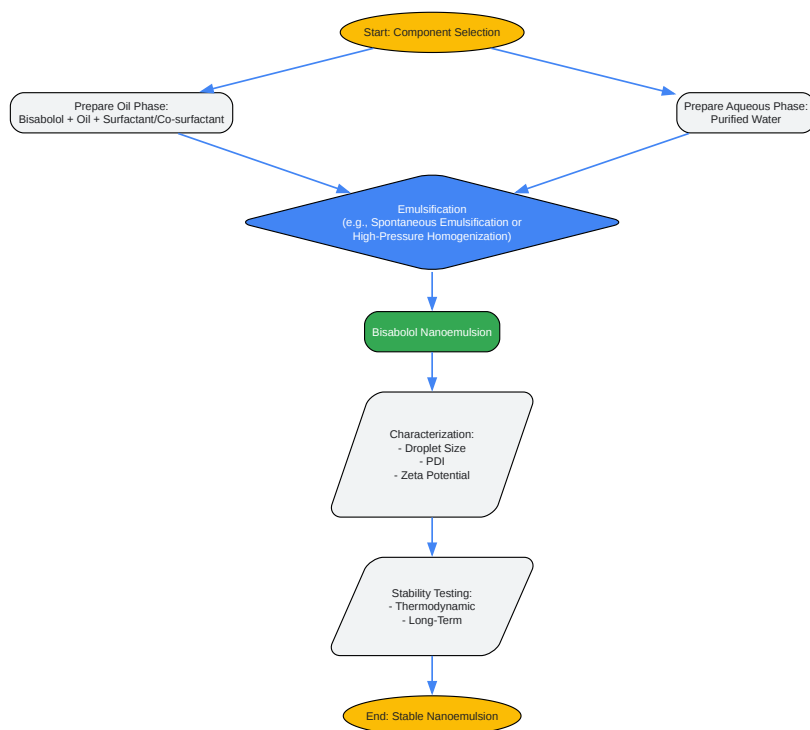 Start: Component Selection
Prepare Oil Phase:
Bisabolol + Oil + Surfactant/Co-surfactant
Prepare Aqueous Phase:
Purified Water
Emulsification
(e.g., Spontaneous Emulsification or
High-Pressure Homogenization)
Bisabolol Nanoemulsion
Characterization:
- Droplet Size
- PDI
- Zeta Potential
Stability Testing:
- Thermodynamic
- Long-Term
End: Stable Nanoemulsion